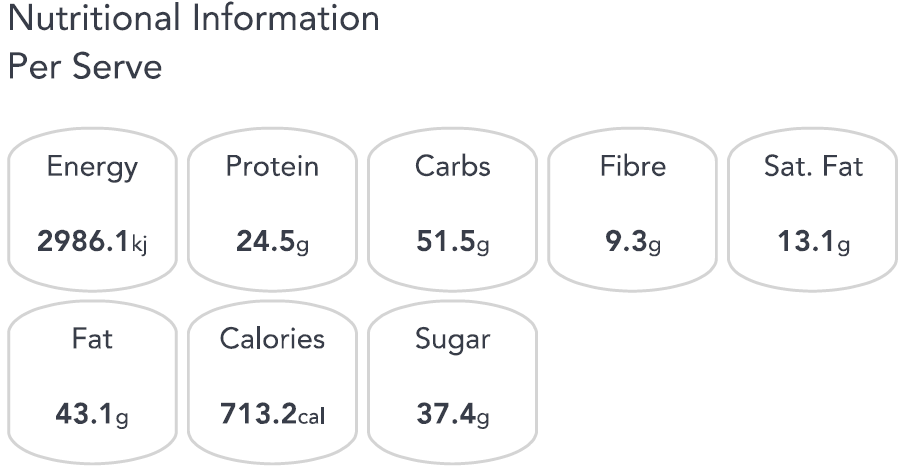 Nutritional Information
Per Serve
Energy Protein Carbs Fibre Sat. Fat
2986.1kj 24.5g 51.5g 9.3g 13.1g
Fat Calories Sugar
43.1g 713.2cal 37.4g